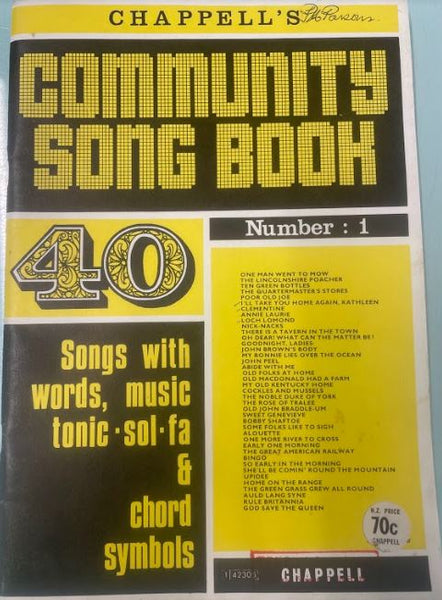 CHAPPELL'S
COMMUNITY
SONG BOOK
40
Number : 1
Songs with
words, music
tonic·sol·fa
&
chord
symbols
ONE MAN WENT TO MOW
THE LINCOLNSHIRE POACHER
TEN GREEN BOTTLES
THE QUARTERMASTER'S STORES
POOR OLD JOE
I'LL TAKE YOU HOME AGAIN, KATHLEEN
CLEMENTINE
ANNIE LAURIE
LOCH LOMOND
NICK-NACKS
THERE IS A TAVERN IN THE TOWN
OH DEAR! WHAT CAN THE MATTER BE?
GOODNIGHT, LADIES
JOHN BROWN'S BODY
MY BONNIE LIES OVER THE OCEAN
JOHN PEEL
ABIDE WITH ME
OLD FOLKS AT HOME
OLD MACDONALD HAD A FARM
MY OLD KENTUCKY HOME
COCKLES AND MUSSELS
THE NOBLE DUKE OF YORK
THE ROSE OF TRALEE
OLD JOHN BRADDLE-UM
SWEET GENEVIEVE
BOBBY SHAFTOE
SOME FOLKS LIKE TO SIGH
ALOUETTE
ONE MORE RIVER TO CROSS
EARLY ONE MORNING
THE GREAT AMERICAN RAILWAY
BINGO
SO EARLY IN THE MORNING
SHE'LL BE COMIN' ROUND THE MOUNTAIN
UPIDEE
HOME ON THE RANGE
THE GREEN GRASS GREW ALL ROUND
AULD LANG SYNE
RULE BRITANNIA
GOD SAVE THE QUEEN
N.Z. PRICE
70c
CHAPPELL
CHAPPELL